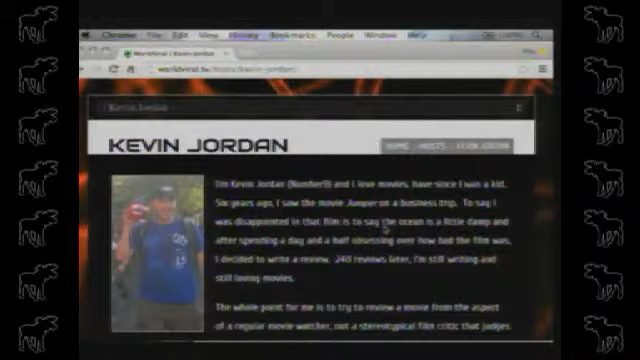 Chrome File Edit View History Bookmarks People Window Help
Kevin Jordan
KEVIN JORDAN
HOME HOSTS KEVIN JORDAN
I'm Kevin Jordan (Number9) and I love movies, have since I was a kid.
Six years ago, I saw the movie Jumper on a business trip. To say I
was disappointed in that film is to say the ocean is a little damp and
after spending a day and a half obsessing over how bad the film was,
I decided to write a review. 240 reviews later, I'm still writing and
still loving movies.
The whole point for me is to try to review a movie from the aspect
of a regular movie watcher, not a stereotypical film critic that judges